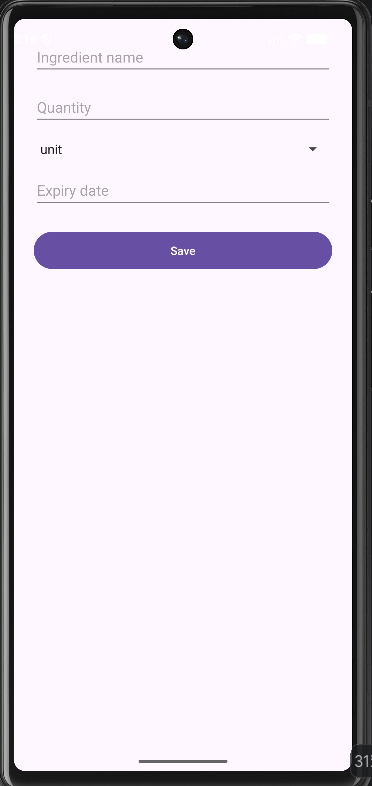 Ingredient name
Quantity
unit
Expiry date
Save